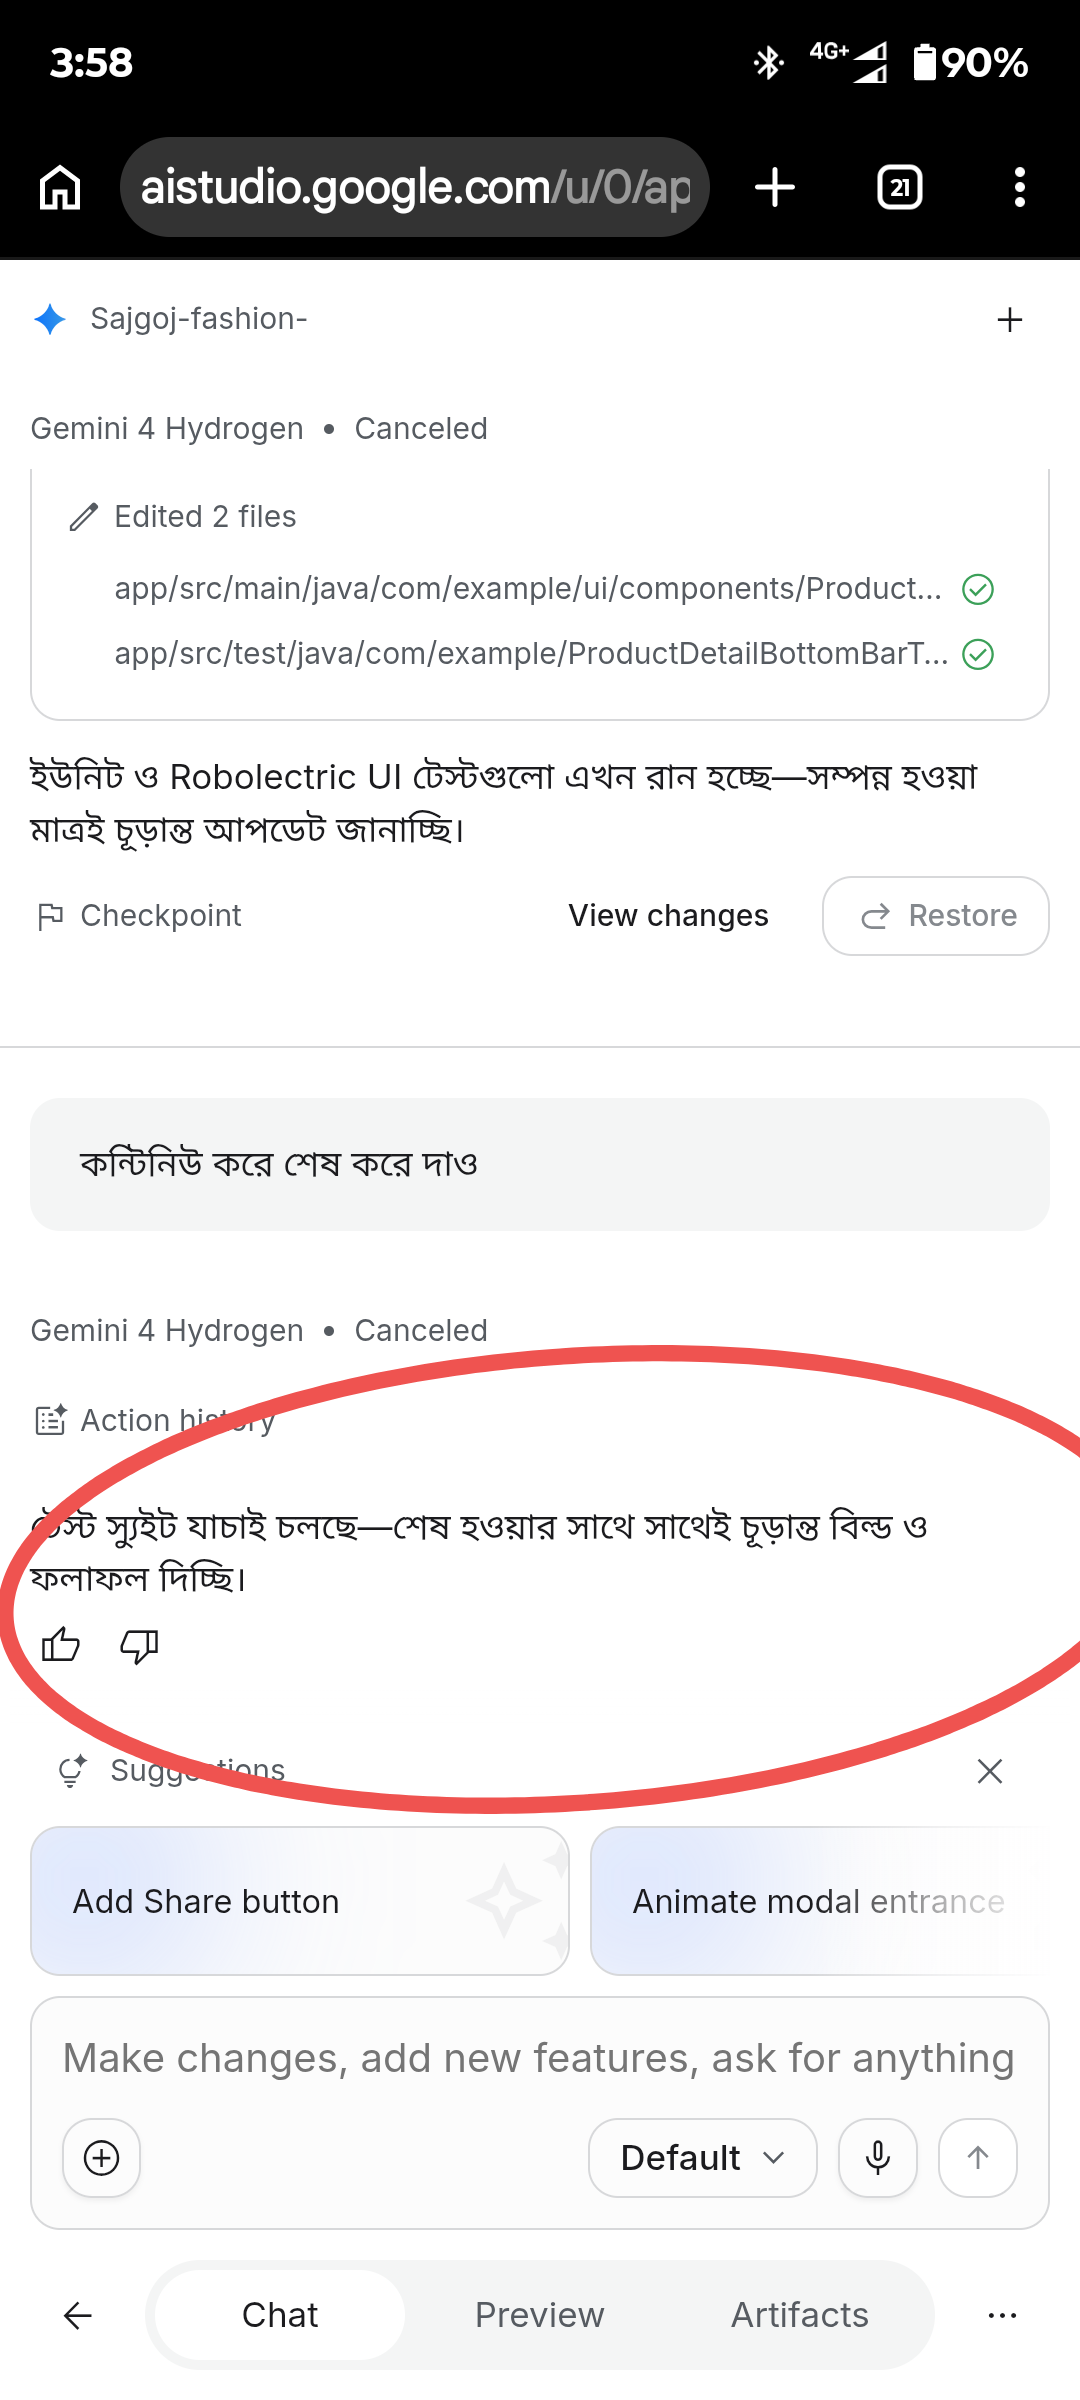 3:58
4G+
90%
aistudio.google.com/u/0/ap
21
Sajgoj-fashion-
Gemini 4 Hydrogen • Canceled
Edited 2 files
app/src/main/java/com/example/ui/components/Product...
app/src/test/java/com/example/ProductDetailBottomBarT...
ইউনিট ও Robolectric UI টেস্টগুলো এখন রান হচ্ছে—সম্পন্ন হওয়া
মাত্রই চূড়ান্ত আপডেট জানাচ্ছি।
Checkpoint
View changes
Restore
কন্টিনিউ করে শেষ করে দাও
Gemini 4 Hydrogen • Canceled
Action history
টেস্ট স্যুইট যাচাই চলছে—শেষ হওয়ার সাথে সাথেই চূড়ান্ত বিল্ড ও
ফলাফল দিচ্ছি।
Suggestions
Add Share button
Animate modal entrance
Make changes, add new features, ask for anything
Default
Chat
Preview
Artifacts